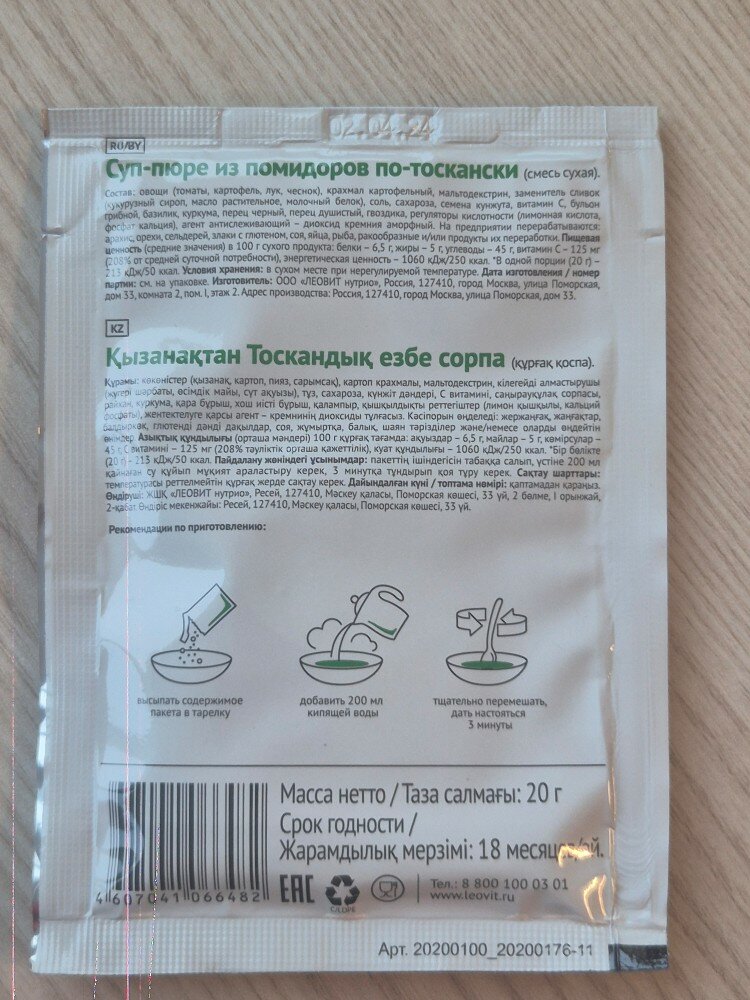 02.04.24
RU/BY
Суп-пюре из помидоров по-тоскански (смесь сухая).
Состав: овощи (томаты, картофель, лук, чеснок), крахмал картофельный, мальтодекстрин, заменитель сливок
(кукурузный сироп, масло растительное, молочный белок), соль, сахароза, семена кунжута, витамин С, бульон
грибной, базилик, куркума, перец черный, перец душистый, гвоздика, регуляторы кислотности (лимонная кислота,
фосфат кальция), агент антислеживающий – диоксид кремния аморфный. На предприятии перерабатываются:
арахис, орехи, сельдерей, злаки с глютеном, соя, яйца, рыба, ракообразные и/или продукты их переработки. Пищевая
ценность (средние значения) в 100 г сухого продукта: белки – 6,5 г, жиры – 5 г, углеводы – 45 г, витамин С – 125 мг
(208% от средней суточной потребности), энергетическая ценность – 1060 кДж/250 ккал. *В одной порции (20 г) –
213 кДж/50 ккал. Условия хранения: в сухом месте при нерегулируемой температуре. Дата изготовления / номер
партии: см. на упаковке. Изготовитель: ООО «ЛЕОВИТ нутрио», Россия, 127410, город Москва, улица Поморская,
дом 33, комната 2, пом. I, этаж 2. Адрес производства: Россия, 127410, город Москва, улица Поморская, дом 33.
KZ
Қызанақтан Тоскандық езбе сорпа (құрғақ қоспа).
Құрамы: көкөністер (қызанақ, картоп, пияз, сарымсақ), картоп крахмалы, мальтодекстрин, кілегейді алмастырушы
(жүгері шәрбаты, өсімдік майы, сүт ақуызы), тұз, сахароза, күнжіт дәндері, С витамині, саңырауқұлақ сорпасы,
райхан, куркума, қара бұрыш, хош иісті бұрыш, қалампыр, қышқылдықты реттегіштер (лимон қышқылы, кальций
фосфаты), жентектелуге қарсы агент – кремнийдің диоксиді тұлғасыз. Кәсіпорын өңделеді: жержаңғақ, жаңғақтар,
балдыркөк, глютенді дәнді дақылдар, соя, жұмыртқа, балық, шаян тәрізділер және/немесе оларды өңдейтін
өнімдер. Азықтық құндылығы (орташа мәндері) 100 г құрғақ тағамда: ақуыздар – 6,5 г, майлар – 5 г, көмірсулар –
45 г, С витамині – 125 мг (208% тәуліктік орташа қажеттілік), қуат құндылығы – 1060 кДж/250 ккал. *Бір бөлікте
(20 г) – 213 кДж/50 ккал. Пайдалану жөніндегі ұсынымдар: пакеттің ішіндегісін табаққа салып, үстіне 200 мл
қайнаған су құйып мұқият араластыру керек, 3 минутқа тұндырып қоя тұру керек. Сақтау шарттары:
температурасы реттелмейтін құрғақ жерде сақтау керек. Дайындалған күні / топтама нөмірі: қаптамадан қараңыз.
Өндіруші: ЖШҚ «ЛЕОВИТ нутрио», Ресей, 127410, Мәскеу қаласы, Поморская көшесі, 33 үй, 2 бөлме, I орынжай,
2-қабат. Өндіріс мекенжайы: Ресей, 127410, Мәскеу қаласы, Поморская көшесі, 33 үй.
Рекомендации по приготовлению:
высыпать содержимое
пакета в тарелку
добавить 200 мл
кипящей воды
тщательно перемешать,
дать настояться
3 минуты
Масса нетто / Таза салмағы: 20 г
Срок годности /
Жарамдылық мерзімі: 18 месяцев/ай.
4 607041 066482
EAC
C/LDPE
Тел.: 8 800 100 03 01
www.leovit.ru
Арт. 20200100_20200176-11